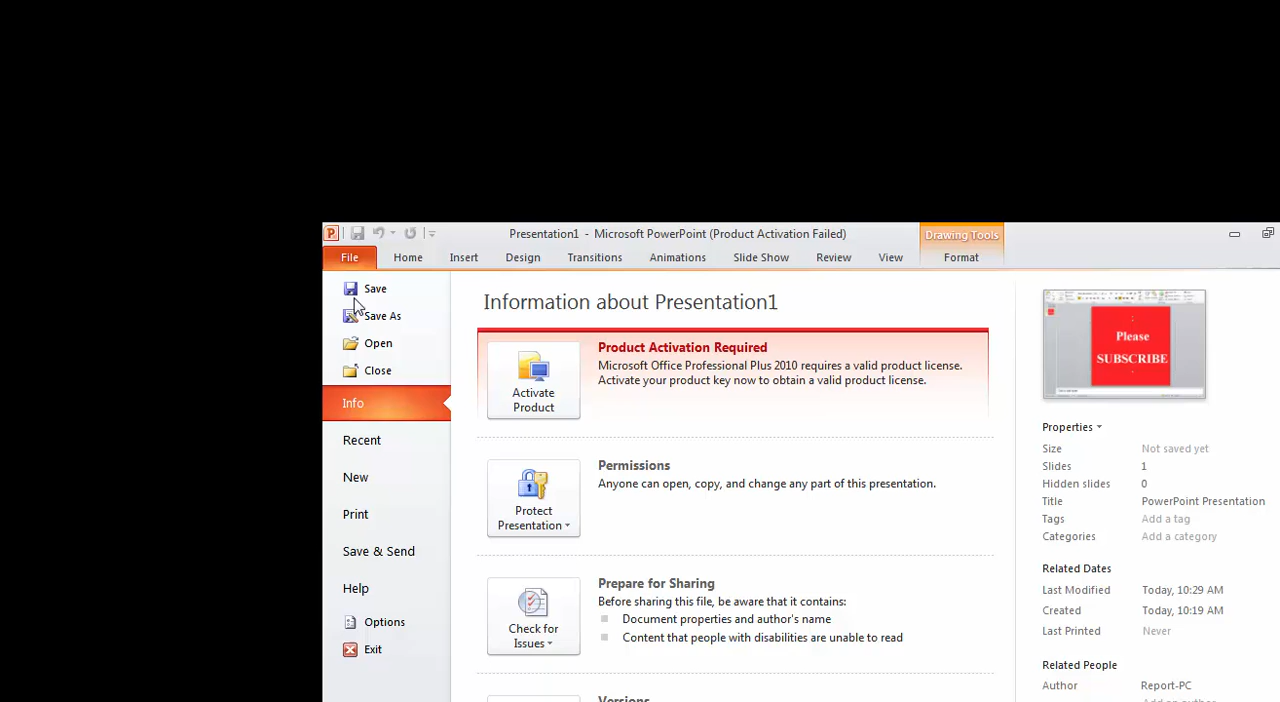 Presentation1 - Microsoft PowerPoint (Product Activation Failed)
Drawing Tools
File Home Insert Design Transitions Animations Slide Show Review View Format
Save
Save As
Open
Close
Info
Recent
New
Print
Save & Send
Help
Options
Exit
Information about Presentation1
Activate
Product
Product Activation Required
Microsoft Office Professional Plus 2010 requires a valid product license.
Activate your product key now to obtain a valid product license.
Protect
Presentation
Permissions
Anyone can open, copy, and change any part of this presentation.
Check for
Issues
Prepare for Sharing
Before sharing this file, be aware that it contains:
Document properties and author's name
Content that people with disabilities are unable to read
Versions
Please
SUBSCRIBE
Properties
Size Not saved yet
Slides 1
Hidden slides 0
Title PowerPoint Presentation
Tags Add a tag
Categories Add a category
Related Dates
Last Modified Today, 10:29 AM
Created Today, 10:19 AM
Last Printed Never
Related People
Author Report-PC
Add an author